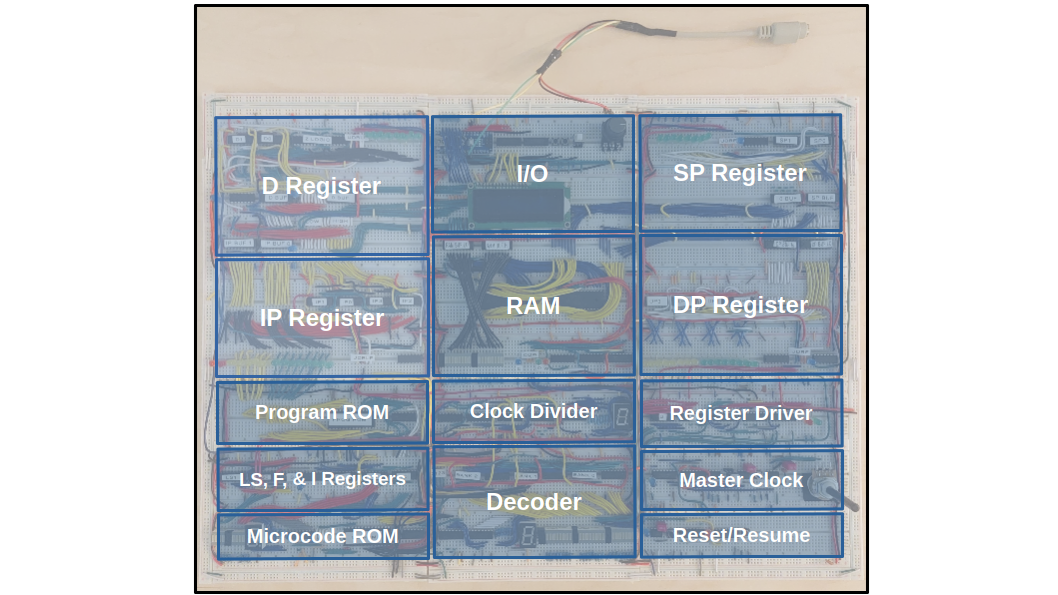 D Register
I/O
SP Register
IP Register
RAM
DP Register
Program ROM
Clock Divider
Register Driver
LS, F, & I Registers
Decoder
Master Clock
Microcode ROM
Reset/Resume